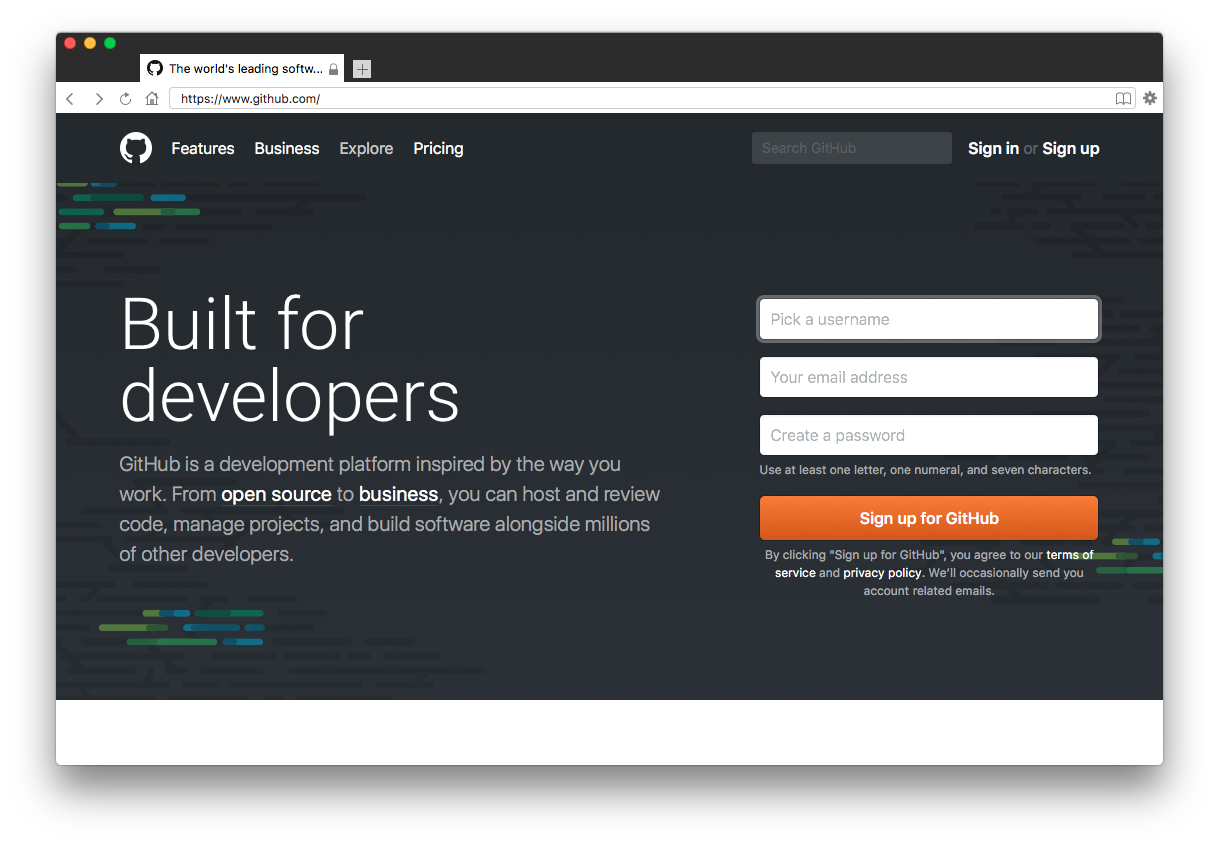 The world's leading softw...
https://www.github.com/
Features Business Explore Pricing
Search GitHub
Sign in or Sign up
Built for
developers
GitHub is a development platform inspired by the way you
work. From open source to business, you can host and review
code, manage projects, and build software alongside millions
of other developers.
Pick a username
Your email address
Create a password
Use at least one letter, one numeral, and seven characters.
Sign up for GitHub
By clicking "Sign up for GitHub", you agree to our terms of
service and privacy policy. We’ll occasionally send you
account related emails.